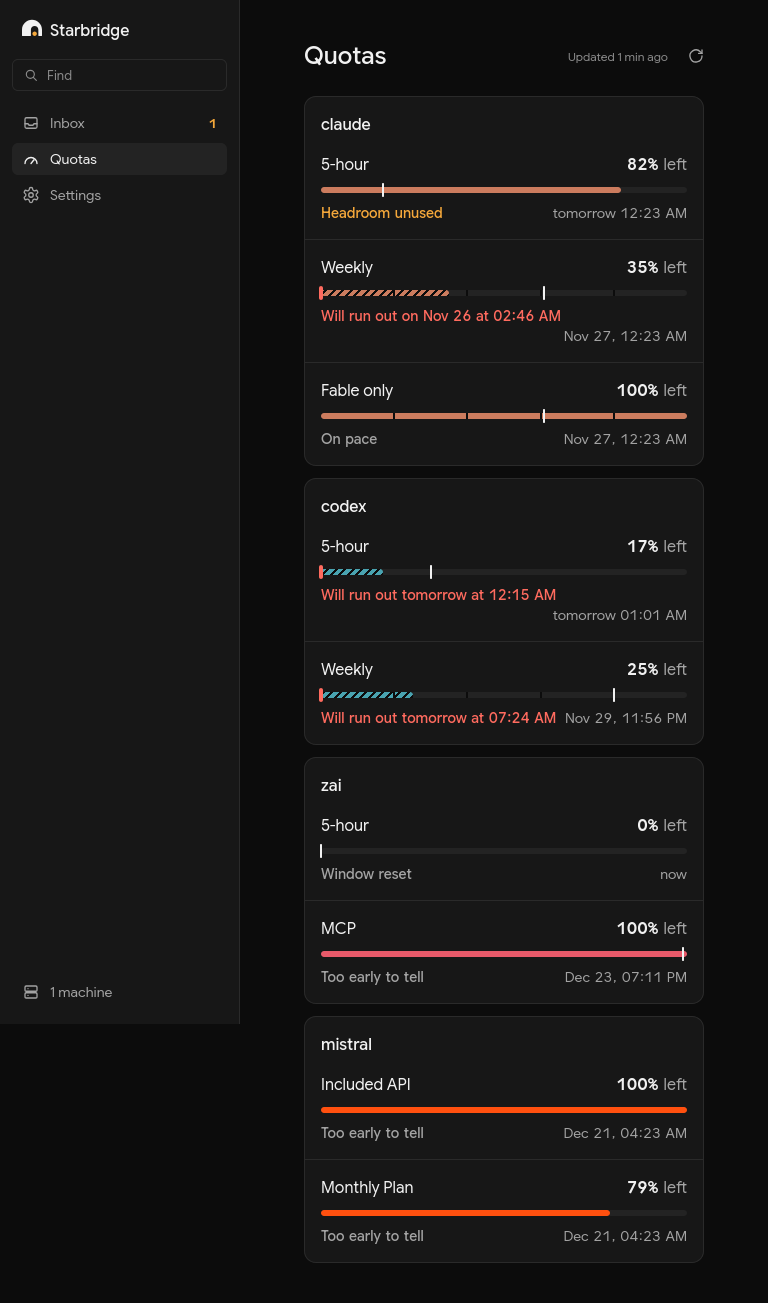 Starbridge
Find
Inbox 1
Quotas
Settings
1 machine
Quotas
Updated 1 min ago
claude
5-hour 82% left
Headroom unused tomorrow 12:23 AM
Weekly 35% left
Will run out on Nov 26 at 02:46 AM
Nov 27, 12:23 AM
Fable only 100% left
On pace Nov 27, 12:23 AM
codex
5-hour 17% left
Will run out tomorrow at 12:15 AM
tomorrow 01:01 AM
Weekly 25% left
Will run out tomorrow at 07:24 AM Nov 29, 11:56 PM
zai
5-hour 0% left
Window reset now
MCP 100% left
Too early to tell Dec 23, 07:11 PM
mistral
Included API 100% left
Too early to tell Dec 21, 04:23 AM
Monthly Plan 79% left
Too early to tell Dec 21, 04:23 AM